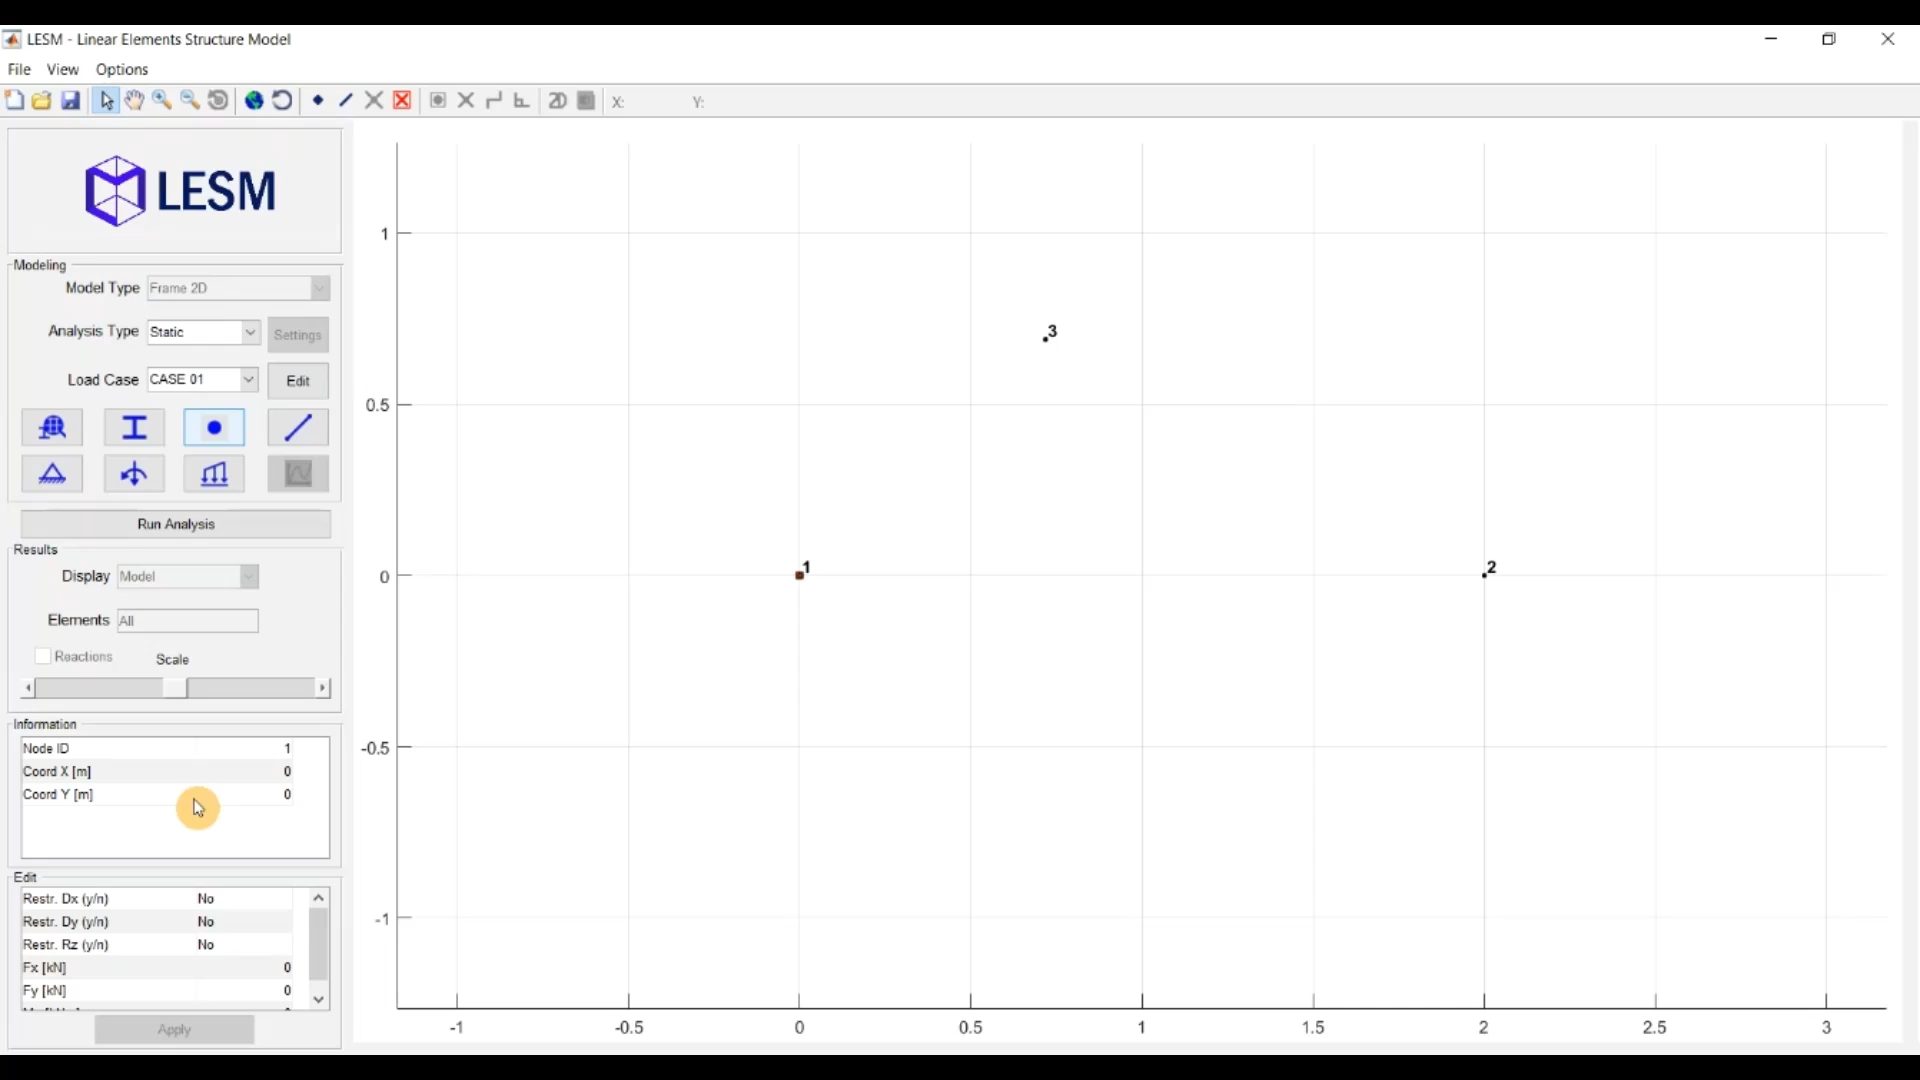 LESM - Linear Elements Structure Model
File View Options
2D X: Y:
LESM
Modeling
Model Type Frame 2D
Analysis Type Static Settings
Load Case CASE 01 Edit
Run Analysis
Results
Display Model
Elements All
Reactions Scale
Information
Node ID 1
Coord X [m] 0
Coord Y [m] 0
Edit
Restr. Dx (y/n) No
Restr. Dy (y/n) No
Restr. Rz (y/n) No
Fx [kN] 0
Fy [kN] 0
Apply
1
0.5
0
-0.5
-1
3
1
2
-1 -0.5 0 0.5 1 1.5 2 2.5 3